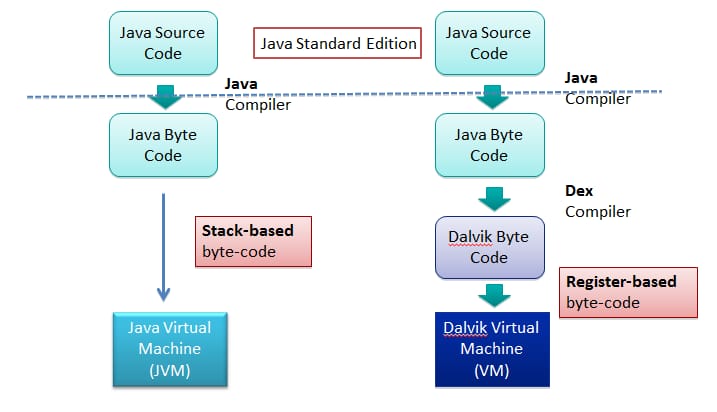 Java Source
Code
Java Standard Edition
Java Source
Code
Java
Compiler
Java
Compiler
Java Byte
Code
Java Byte
Code
Dex
Compiler
Stack-based
byte-code
Dalvik Byte
Code
Register-based
byte-code
Java Virtual
Machine
(JVM)
Dalvik Virtual
Machine
(VM)